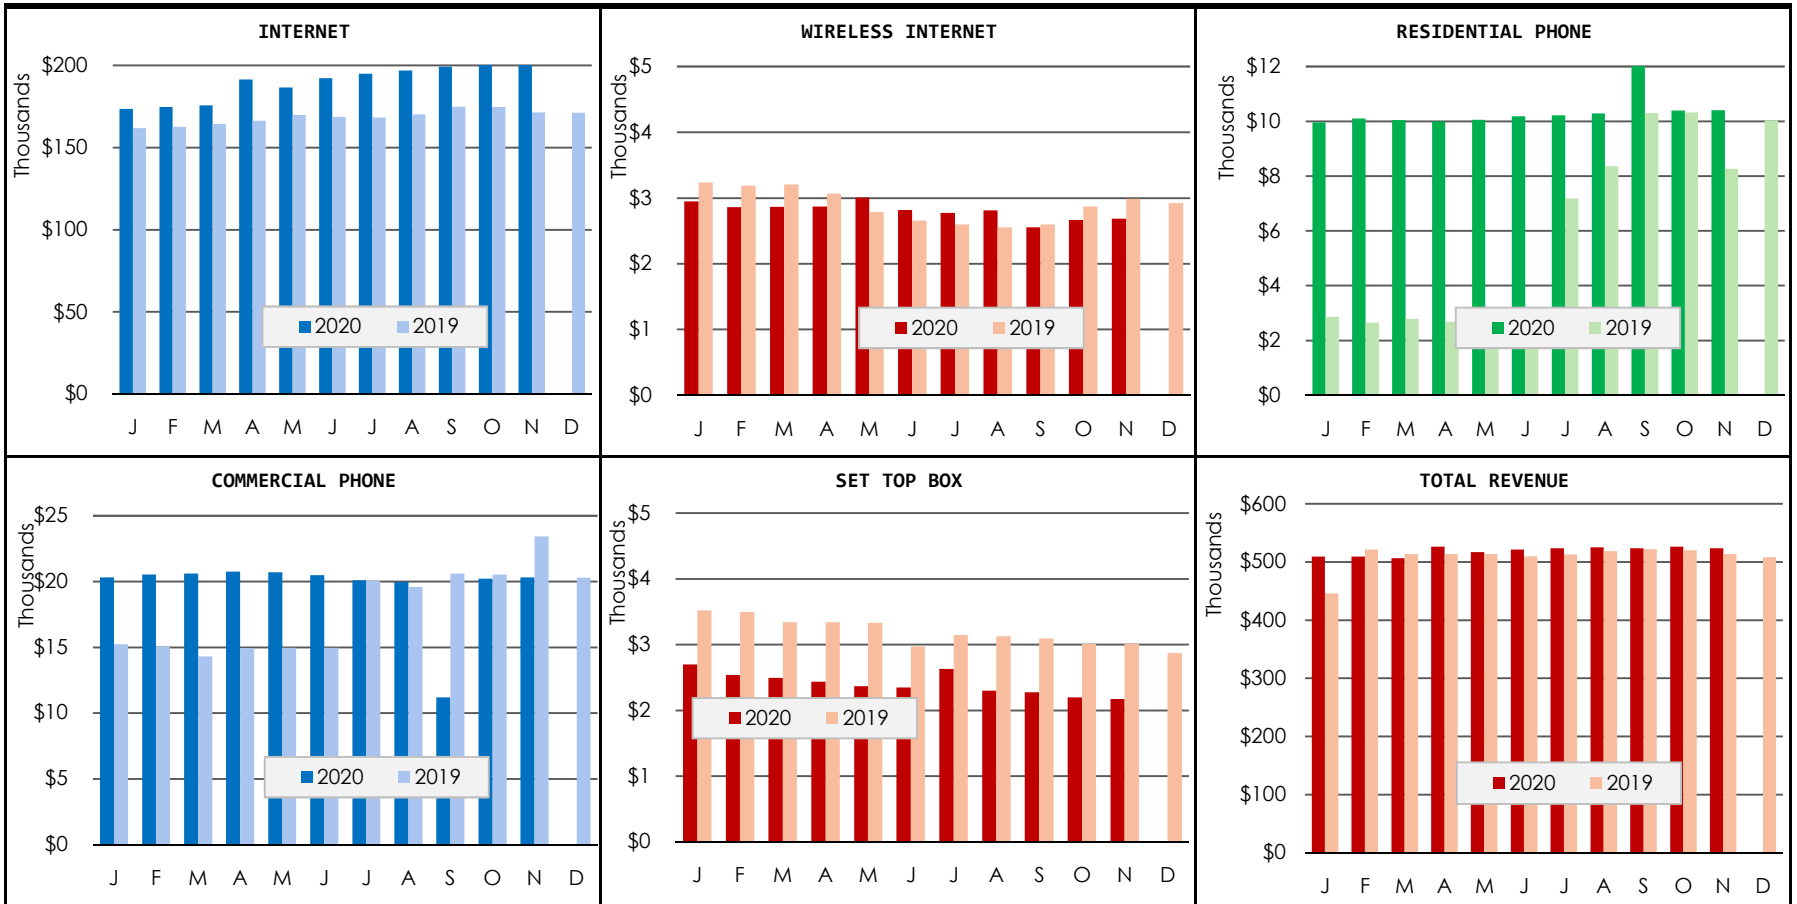 INTERNET
Thousands
$200
$150
$100
$50
$0
2020 2019
J F M A M J J A S O N D
WIRELESS INTERNET
Thousands
$5
$4
$3
$2
$1
$0
2020 2019
J F M A M J J A S O N D
RESIDENTIAL PHONE
Thousands
$12
$10
$8
$6
$4
$2
$0
2020 2019
J F M A M J J A S O N D
COMMERCIAL PHONE
Thousands
$25
$20
$15
$10
$5
$0
2020 2019
J F M A M J J A S O N D
SET TOP BOX
Thousands
$5
$4
$3
$2
$1
$0
2020 2019
J F M A M J J A S O N D
TOTAL REVENUE
Thousands
$600
$500
$400
$300
$200
$100
$0
2020 2019
J F M A M J J A S O N D